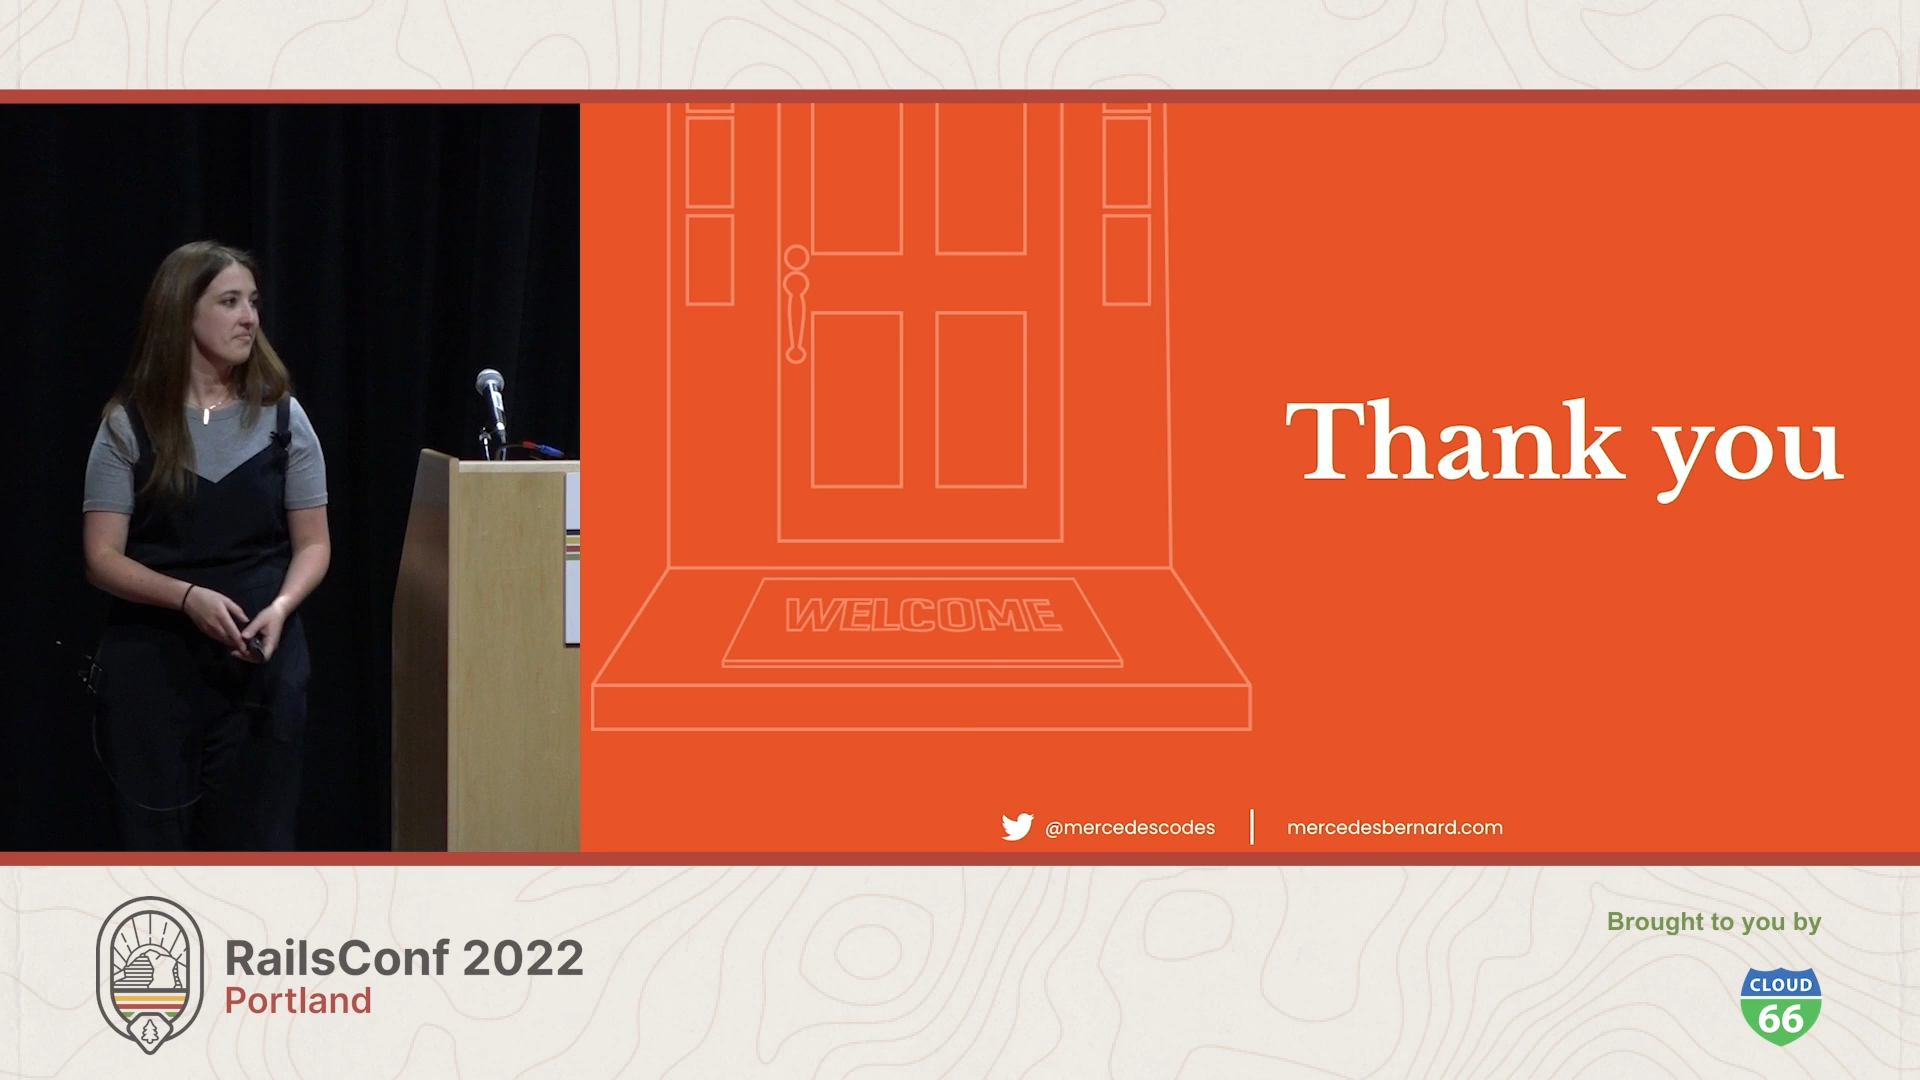 Thank you
WELCOME
@mercedescodes
mercedesbernard.com
RailsConf 2022
Portland
Brought to you by
CLOUD
66